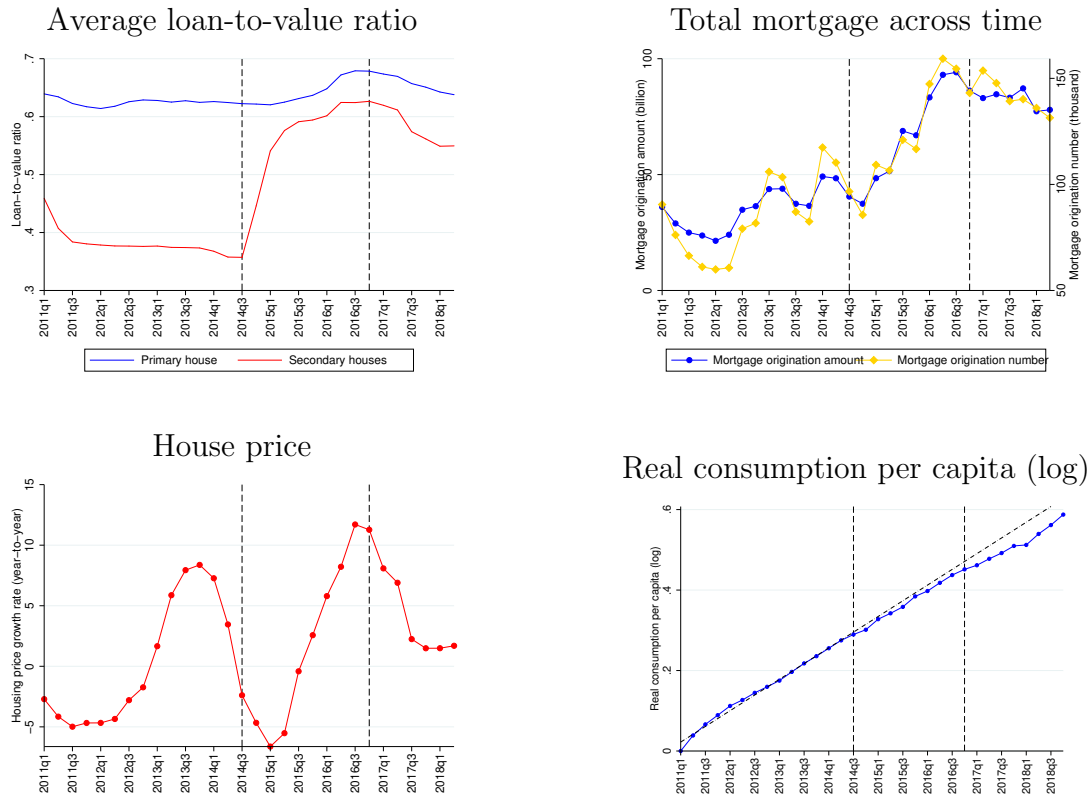 Average loan-to-value ratio
Loan−to−value ratio
.7
.6
.5
.4
.3
2011q1
2011q3
2012q1
2012q3
2013q1
2013q3
2014q1
2014q3
2015q1
2015q3
2016q1
2016q3
2017q1
2017q3
2018q1
Primary house
Secondary houses
Total mortgage across time
Mortgage origination amount (billion)
100
50
0
Mortgage origination number (thousand)
150
100
50
2011q1
2011q3
2012q1
2012q3
2013q1
2013q3
2014q1
2014q3
2015q1
2015q3
2016q1
2016q3
2017q1
2017q3
2018q1
Mortgage origination amount
Mortgage origination number
House price
Housing price growth rate (year−to−year)
15
10
5
0
−5
2011q1
2011q3
2012q1
2012q3
2013q1
2013q3
2014q1
2014q3
2015q1
2015q3
2016q1
2016q3
2017q1
2017q3
2018q1
Real consumption per capita (log)
Real consumption per capita (log)
.6
.4
.2
0
2011q1
2011q3
2012q1
2012q3
2013q1
2013q3
2014q1
2014q3
2015q1
2015q3
2016q1
2016q3
2017q1
2017q3
2018q1
2018q3